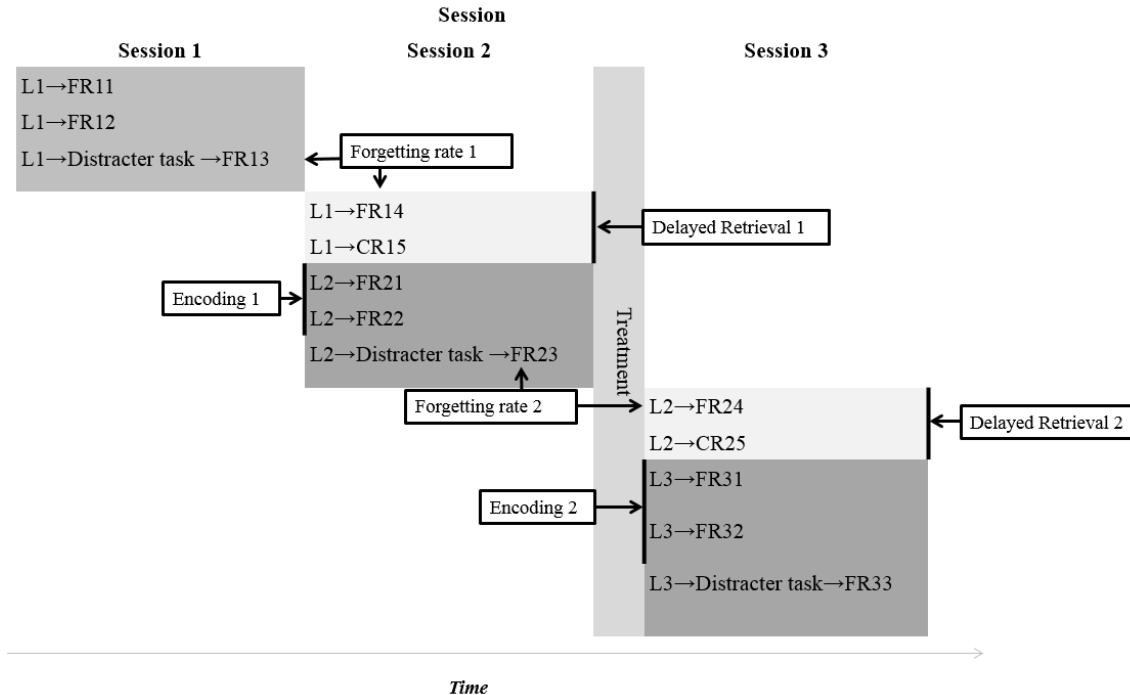 Session
Session 1
Session 2
Session 3
L1→FR11
L1→FR12
L1→Distracter task →FR13
Forgetting rate 1
L1→FR14
L1→CR15
Delayed Retrieval 1
Encoding 1
L2→FR21
L2→FR22
L2→Distracter task →FR23
Treatment
Forgetting rate 2
L2→FR24
L2→CR25
Delayed Retrieval 2
Encoding 2
L3→FR31
L3→FR32
L3→Distracter task→FR33
Time